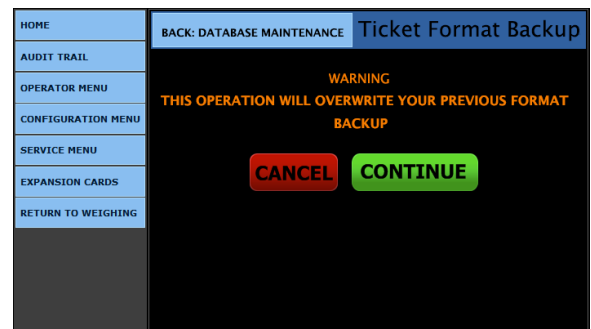 HOME
AUDIT TRAIL
OPERATOR MENU
CONFIGURATION MENU
SERVICE MENU
EXPANSION CARDS
RETURN TO WEIGHING
BACK: DATABASE MAINTENANCE
Ticket Format Backup
WARNING
THIS OPERATION WILL OVERWRITE YOUR PREVIOUS FORMAT
BACKUP
CANCEL
CONTINUE